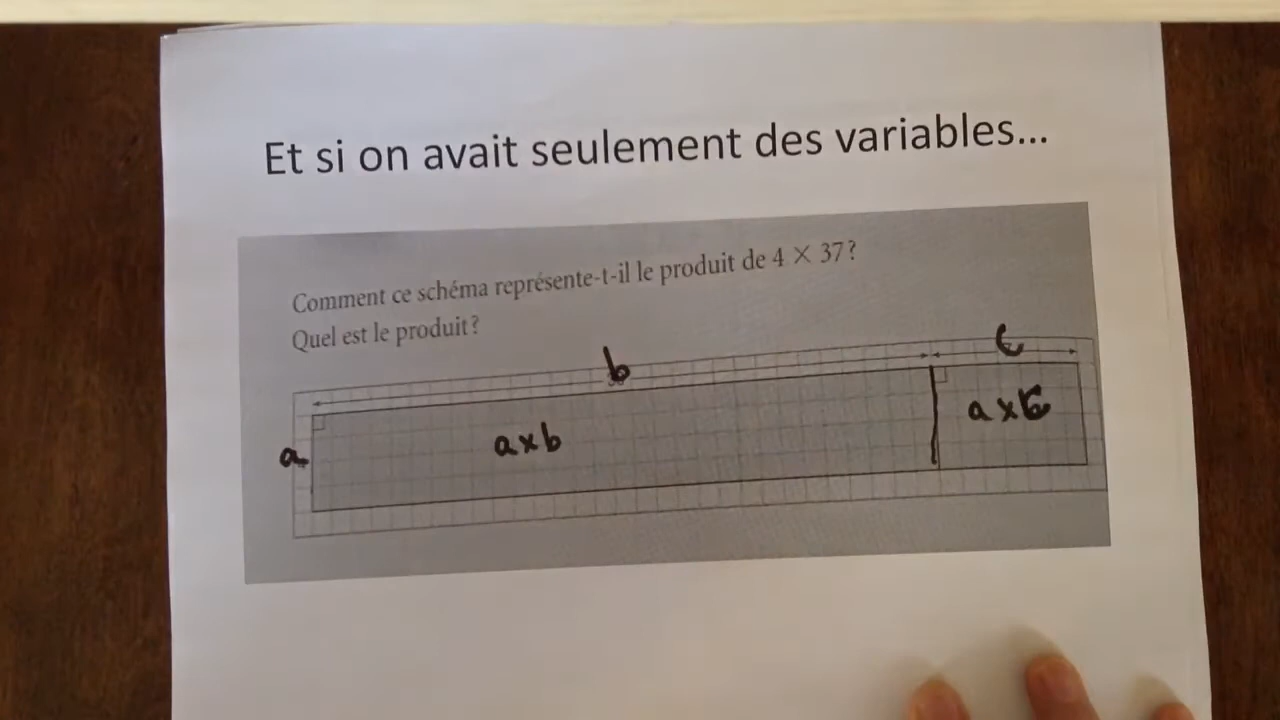 Et si on avait seulement des variables...
Comment ce schéma représente-t-il le produit de 4 × 37?
Quel est le produit?
b
c
a
a×b
a×c